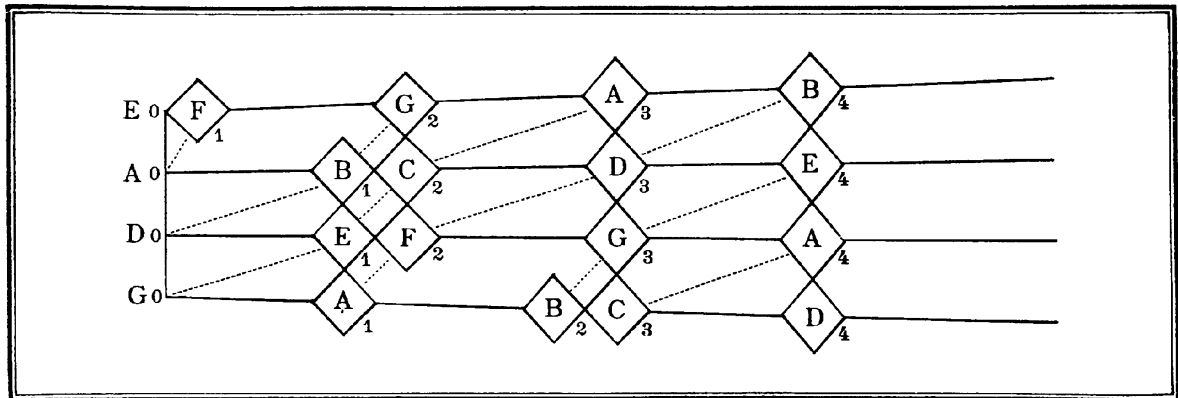 E 0 F 1 G 2 A 3 B 4
A 0 B 1 C 2 D 3 E 4
D 0 E 1 F 2 G 3 A 4
G 0 A 1 B 2 C 3 D 4